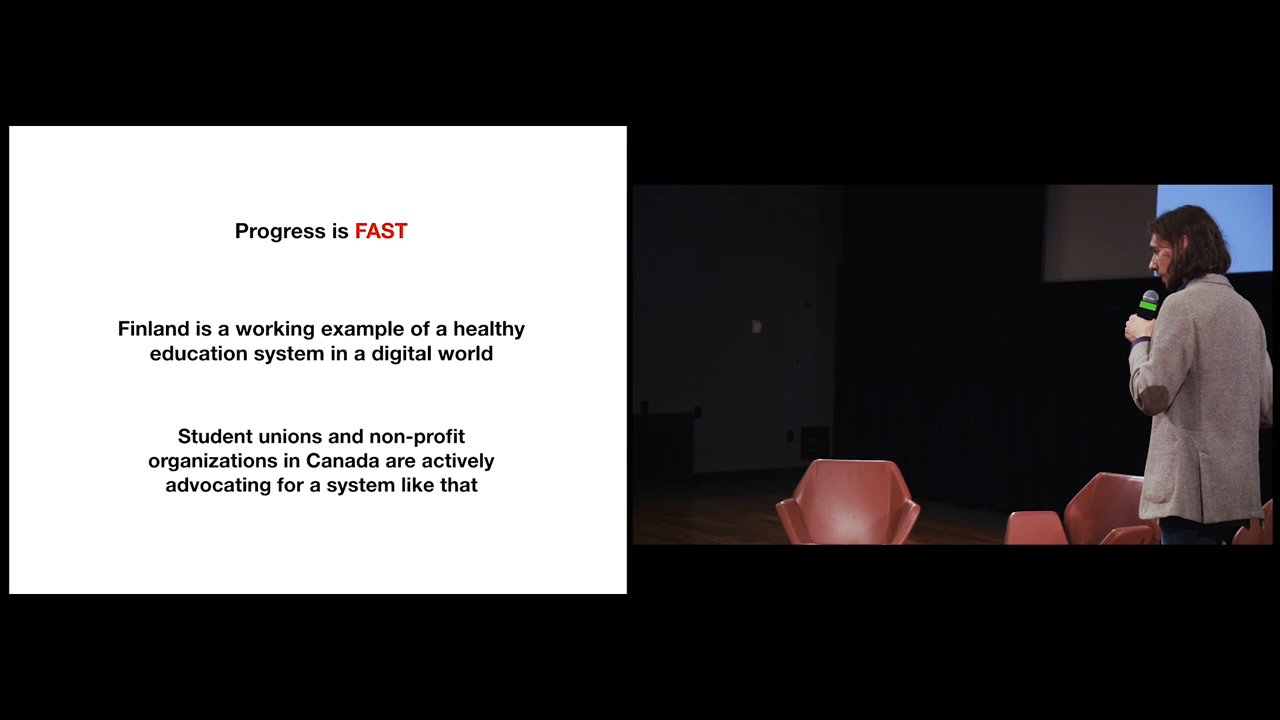 Progress is FAST
Finland is a working example of a healthy
education system in a digital world
Student unions and non-profit
organizations in Canada are actively
advocating for a system like that